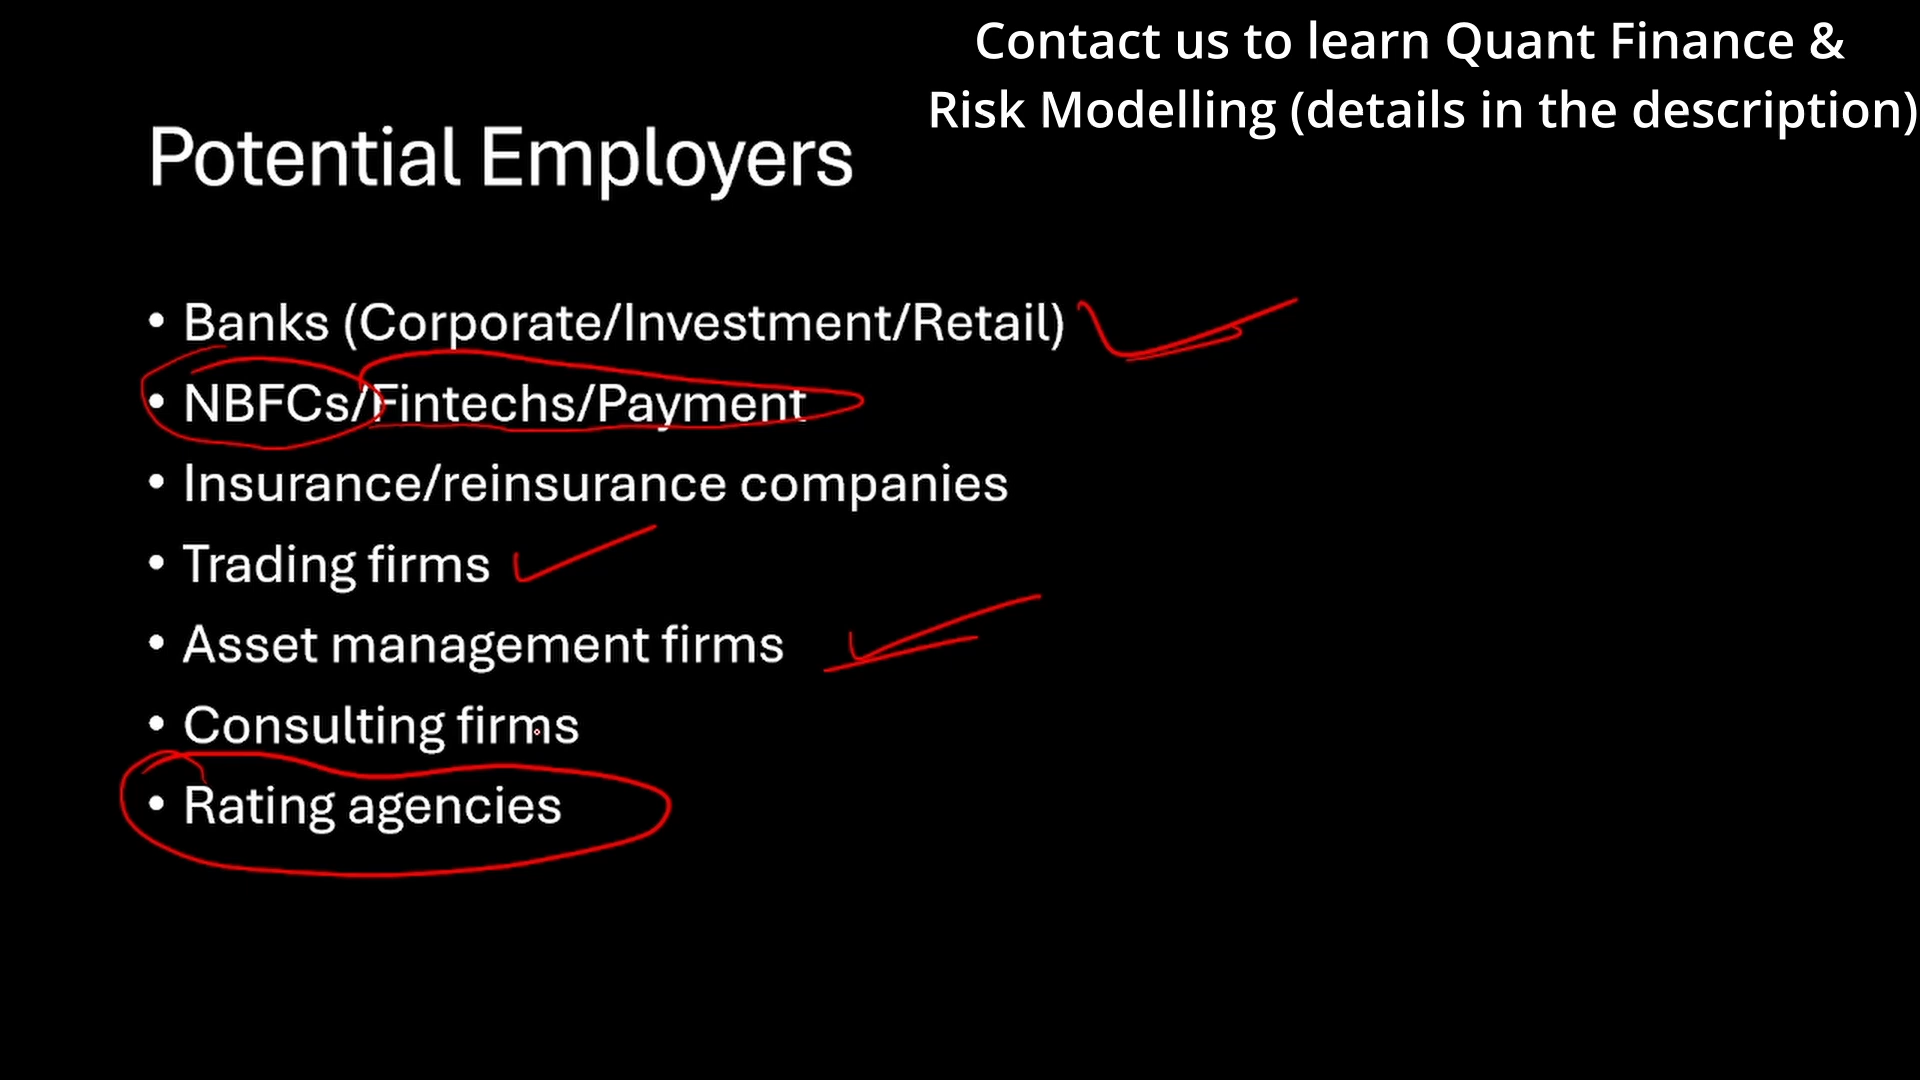 Contact us to learn Quant Finance &
Risk Modelling (details in the description)
Potential Employers
• Banks (Corporate/Investment/Retail)
• NBFCs/Fintechs/Payment
• Insurance/reinsurance companies
• Trading firms
• Asset management firms
• Consulting firms
• Rating agencies